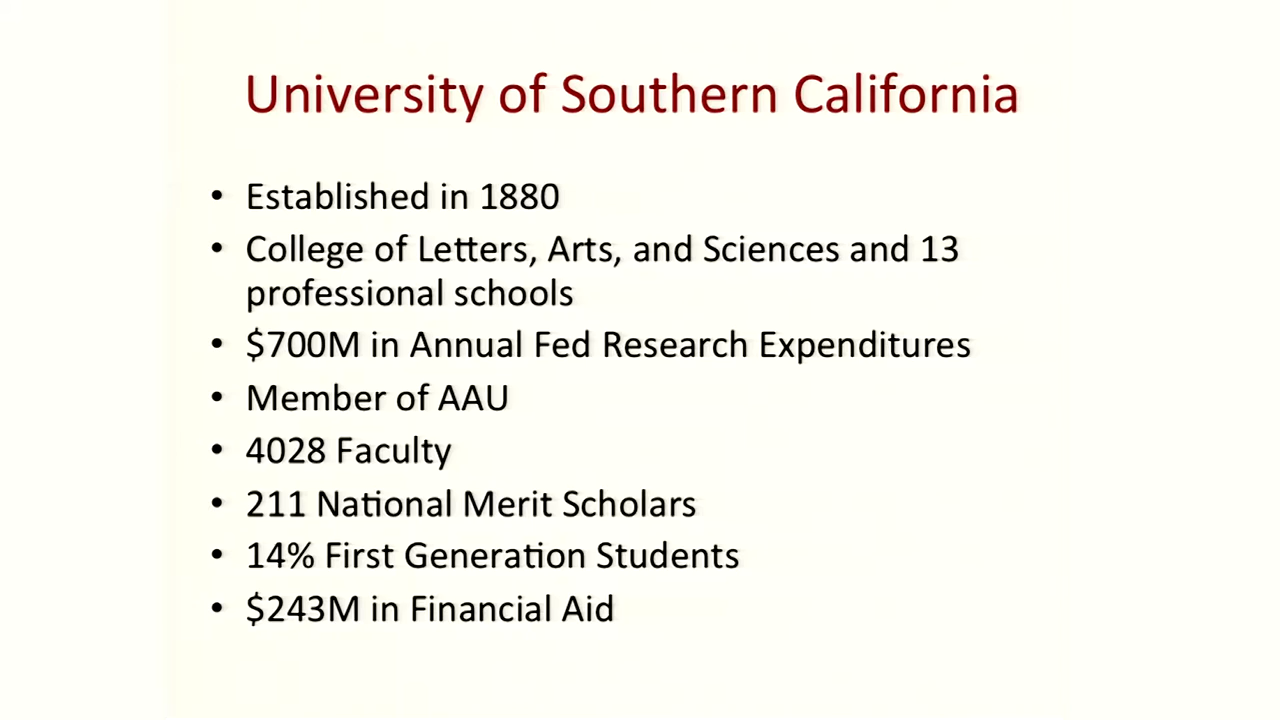 University of Southern California
• Established in 1880
• College of Letters, Arts, and Sciences and 13
professional schools
• $700M in Annual Fed Research Expenditures
• Member of AAU
• 4028 Faculty
• 211 National Merit Scholars
• 14% First Generation Students
• $243M in Financial Aid